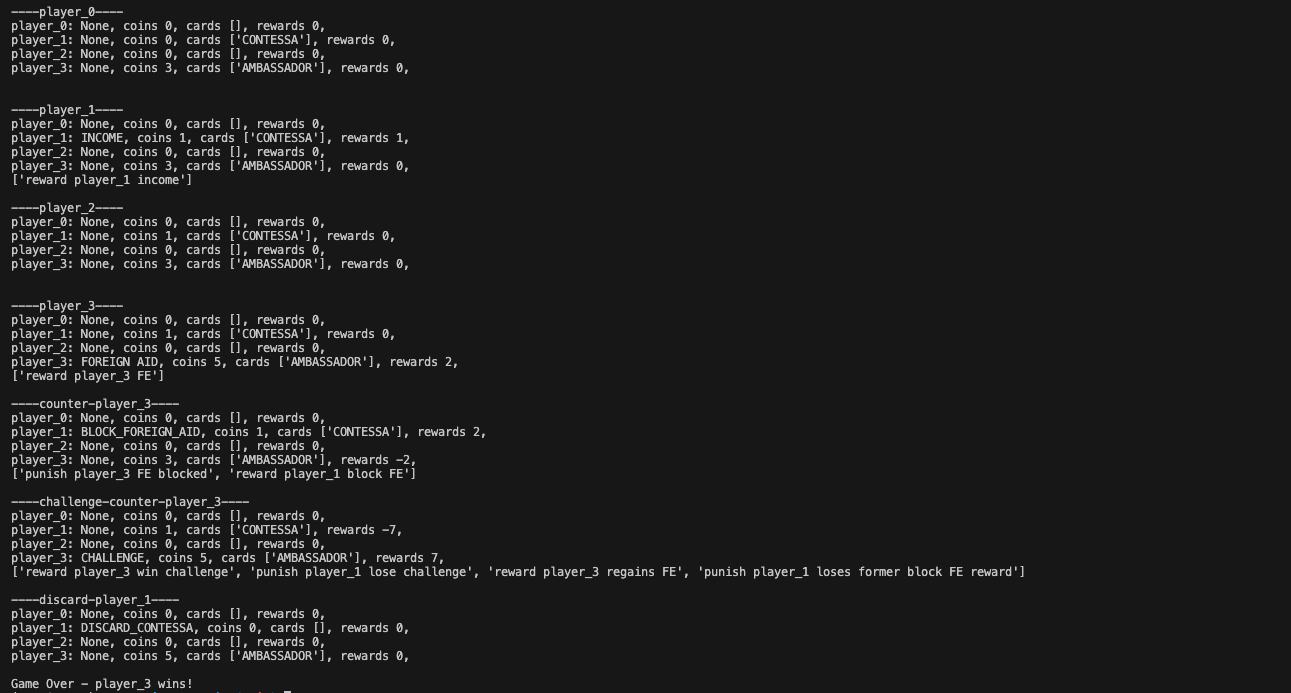 ----player_0----
player_0: None, coins 0, cards [], rewards 0,
player_1: None, coins 0, cards ['CONTESSA'], rewards 0,
player_2: None, coins 0, cards [], rewards 0,
player_3: None, coins 3, cards ['AMBASSADOR'], rewards 0,
----player_1----
player_0: None, coins 0, cards [], rewards 0,
player_1: INCOME, coins 1, cards ['CONTESSA'], rewards 1,
player_2: None, coins 0, cards [], rewards 0,
player_3: None, coins 3, cards ['AMBASSADOR'], rewards 0,
['reward player_1 income']
----player_2----
player_0: None, coins 0, cards [], rewards 0,
player_1: None, coins 1, cards ['CONTESSA'], rewards 0,
player_2: None, coins 0, cards [], rewards 0,
player_3: None, coins 3, cards ['AMBASSADOR'], rewards 0,
----player_3----
player_0: None, coins 0, cards [], rewards 0,
player_1: None, coins 1, cards ['CONTESSA'], rewards 0,
player_2: None, coins 0, cards [], rewards 0,
player_3: FOREIGN AID, coins 5, cards ['AMBASSADOR'], rewards 2,
['reward player_3 FE']
----counter-player_3----
player_0: None, coins 0, cards [], rewards 0,
player_1: BLOCK_FOREIGN_AID, coins 1, cards ['CONTESSA'], rewards 2,
player_2: None, coins 0, cards [], rewards 0,
player_3: None, coins 3, cards ['AMBASSADOR'], rewards -2,
['punish player_3 FE blocked', 'reward player_1 block FE']
----challenge-counter-player_3----
player_0: None, coins 0, cards [], rewards 0,
player_1: None, coins 1, cards ['CONTESSA'], rewards -7,
player_2: None, coins 0, cards [], rewards 0,
player_3: CHALLENGE, coins 5, cards ['AMBASSADOR'], rewards 7,
['reward player_3 win challenge', 'punish player_1 lose challenge', 'reward player_3 regains FE', 'punish player_1 loses former block FE reward']
----discard-player_1----
player_0: None, coins 0, cards [], rewards 0,
player_1: DISCARD_CONTESSA, coins 0, cards [], rewards 0,
player_2: None, coins 0, cards [], rewards 0,
player_3: None, coins 5, cards ['AMBASSADOR'], rewards 0,
Game Over - player_3 wins!